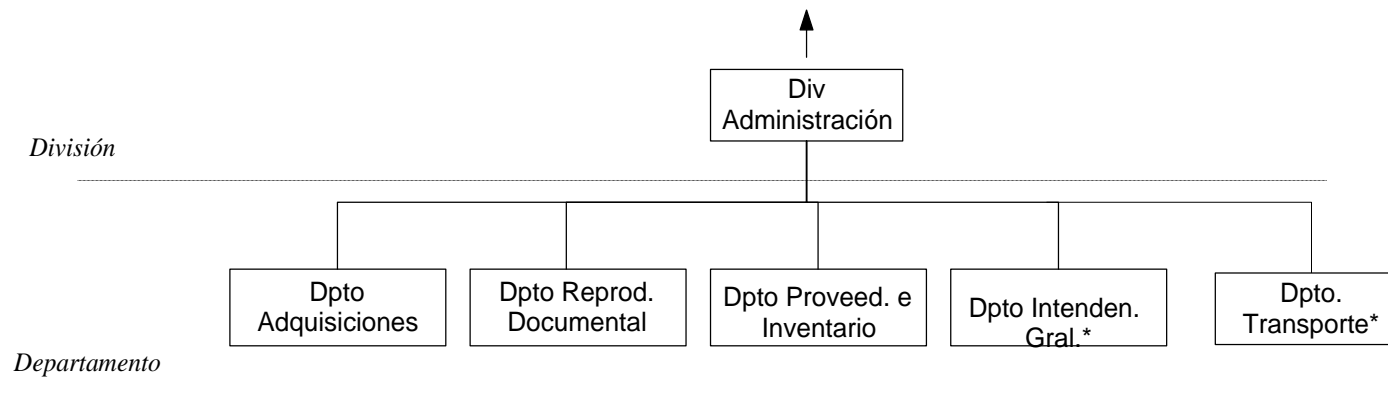 Div
Administración
División
Dpto
Adquisiciones
Dpto Reprod.
Documental
Dpto Proveed. e
Inventario
Dpto Intenden.
Gral.*
Dpto.
Transporte*
Departamento